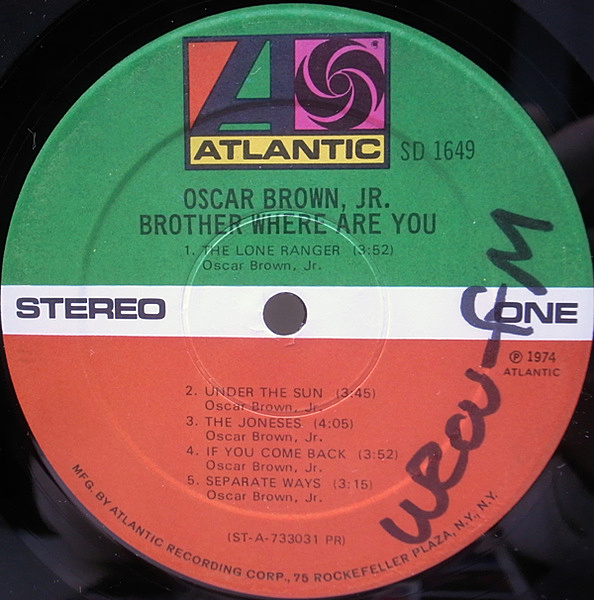 ATLANTIC
SD 1649
OSCAR BROWN, JR.
BROTHER WHERE ARE YOU
1. THE LONE RANGER (3:52)
Oscar Brown, Jr.
STEREO
ONE
℗ 1974
ATLANTIC
2. UNDER THE SUN (3:45)
Oscar Brown, Jr.
3. THE JONESES (4:05)
Oscar Brown, Jr.
4. IF YOU COME BACK (3:52)
Oscar Brown, Jr.
5. SEPARATE WAYS (3:15)
Oscar Brown, Jr.
(ST-A-733031 PR)
MFG. BY ATLANTIC RECORDING CORP., 75 ROCKEFELLER PLAZA, N.Y., N.Y.
WROV-FM